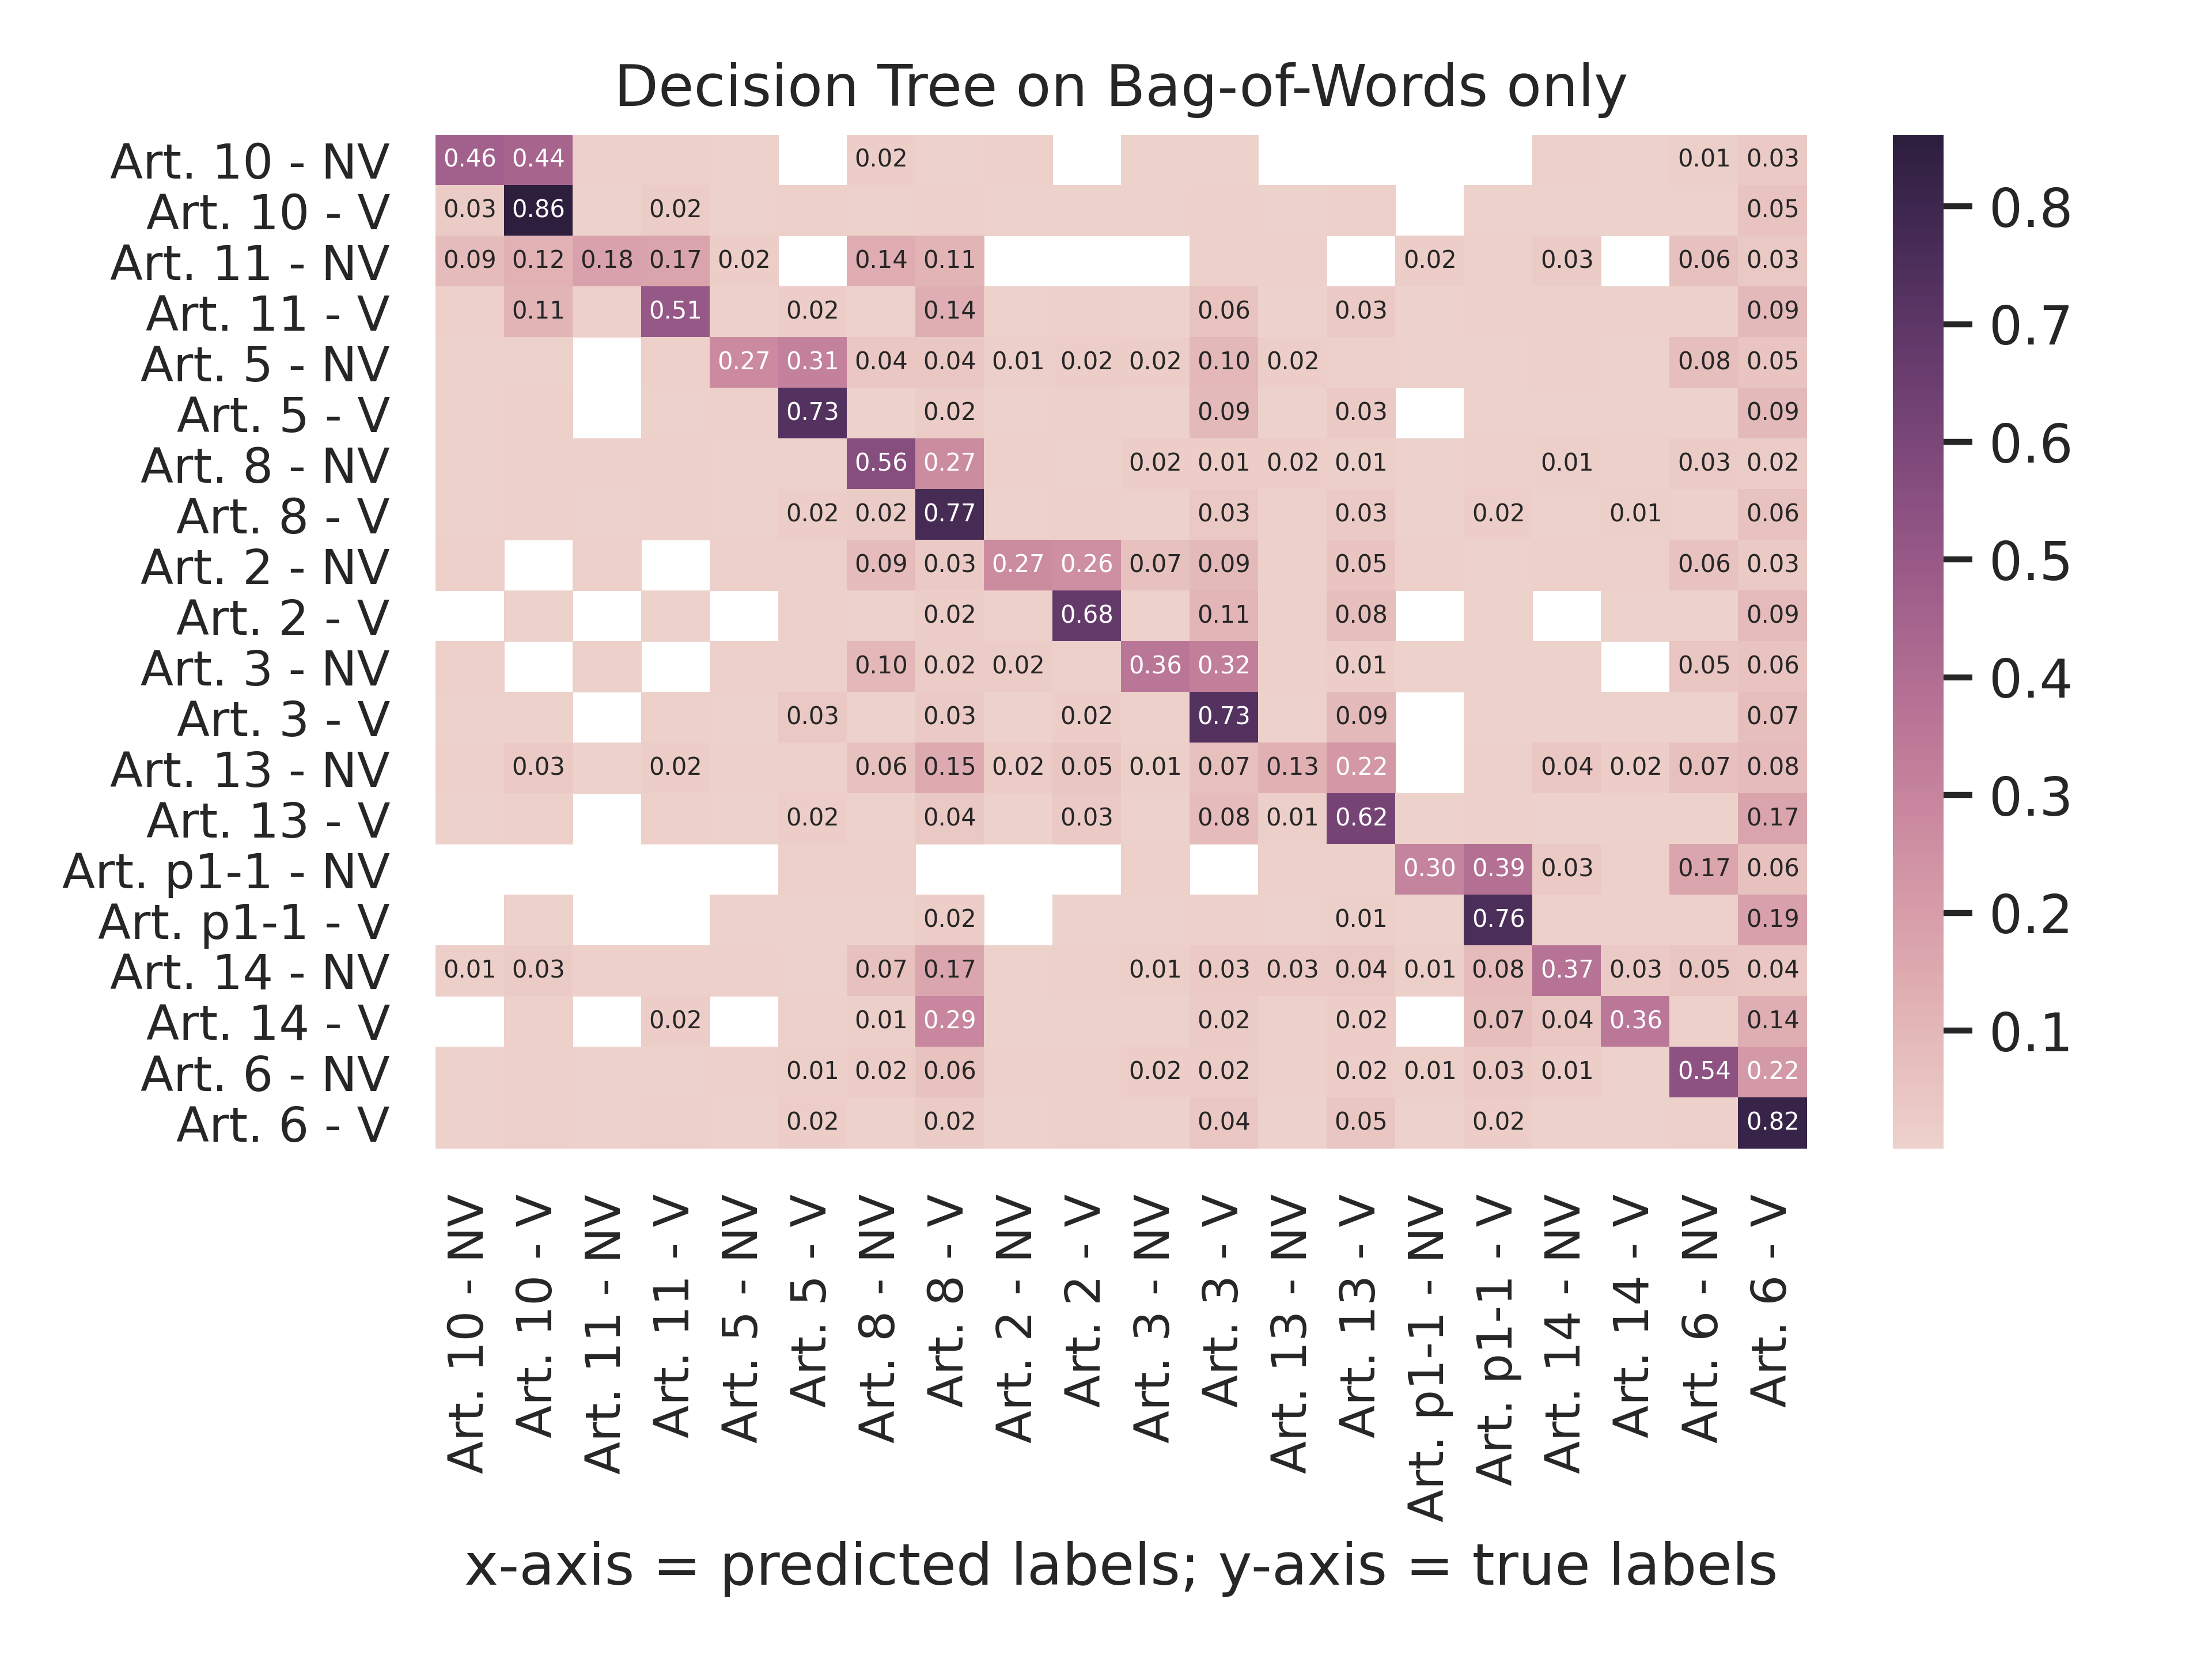 Decision Tree on Bag-of-Words only
Art. 10 - NV 0.46 0.44 0.02 0.01 0.03
Art. 10 - V 0.03 0.86 0.02 0.05
Art. 11 - NV 0.09 0.12 0.18 0.17 0.02 0.14 0.11 0.02 0.03 0.06 0.03
Art. 11 - V 0.11 0.51 0.02 0.14 0.06 0.03 0.09
Art. 5 - NV 0.27 0.31 0.04 0.04 0.01 0.02 0.02 0.10 0.02 0.08 0.05
Art. 5 - V 0.73 0.02 0.09 0.03 0.09
Art. 8 - NV 0.56 0.27 0.02 0.01 0.02 0.01 0.01 0.03 0.02
Art. 8 - V 0.02 0.02 0.77 0.03 0.03 0.02 0.01 0.06
Art. 2 - NV 0.09 0.03 0.27 0.26 0.07 0.09 0.05 0.06 0.03
Art. 2 - V 0.02 0.68 0.11 0.08 0.09
Art. 3 - NV 0.10 0.02 0.02 0.36 0.32 0.01 0.05 0.06
Art. 3 - V 0.03 0.03 0.02 0.73 0.09 0.07
Art. 13 - NV 0.03 0.02 0.06 0.15 0.02 0.05 0.01 0.07 0.13 0.22 0.04 0.02 0.07 0.08
Art. 13 - V 0.02 0.04 0.03 0.08 0.01 0.62 0.17
Art. p1-1 - NV 0.30 0.39 0.03 0.17 0.06
Art. p1-1 - V 0.02 0.01 0.76 0.19
Art. 14 - NV 0.01 0.03 0.07 0.17 0.01 0.03 0.03 0.04 0.01 0.08 0.37 0.03 0.05 0.04
Art. 14 - V 0.02 0.01 0.29 0.02 0.02 0.07 0.04 0.36 0.14
Art. 6 - NV 0.01 0.02 0.06 0.02 0.02 0.02 0.01 0.03 0.01 0.54 0.22
Art. 6 - V 0.02 0.02 0.04 0.05 0.02 0.82
Art. 10 - NV
Art. 10 - V
Art. 11 - NV
Art. 11 - V
Art. 5 - NV
Art. 5 - V
Art. 8 - NV
Art. 8 - V
Art. 2 - NV
Art. 2 - V
Art. 3 - NV
Art. 3 - V
Art. 13 - NV
Art. 13 - V
Art. p1-1 - NV
Art. p1-1 - V
Art. 14 - NV
Art. 14 - V
Art. 6 - NV
Art. 6 - V
x-axis = predicted labels; y-axis = true labels
0.8
0.7
0.6
0.5
0.4
0.3
0.2
0.1